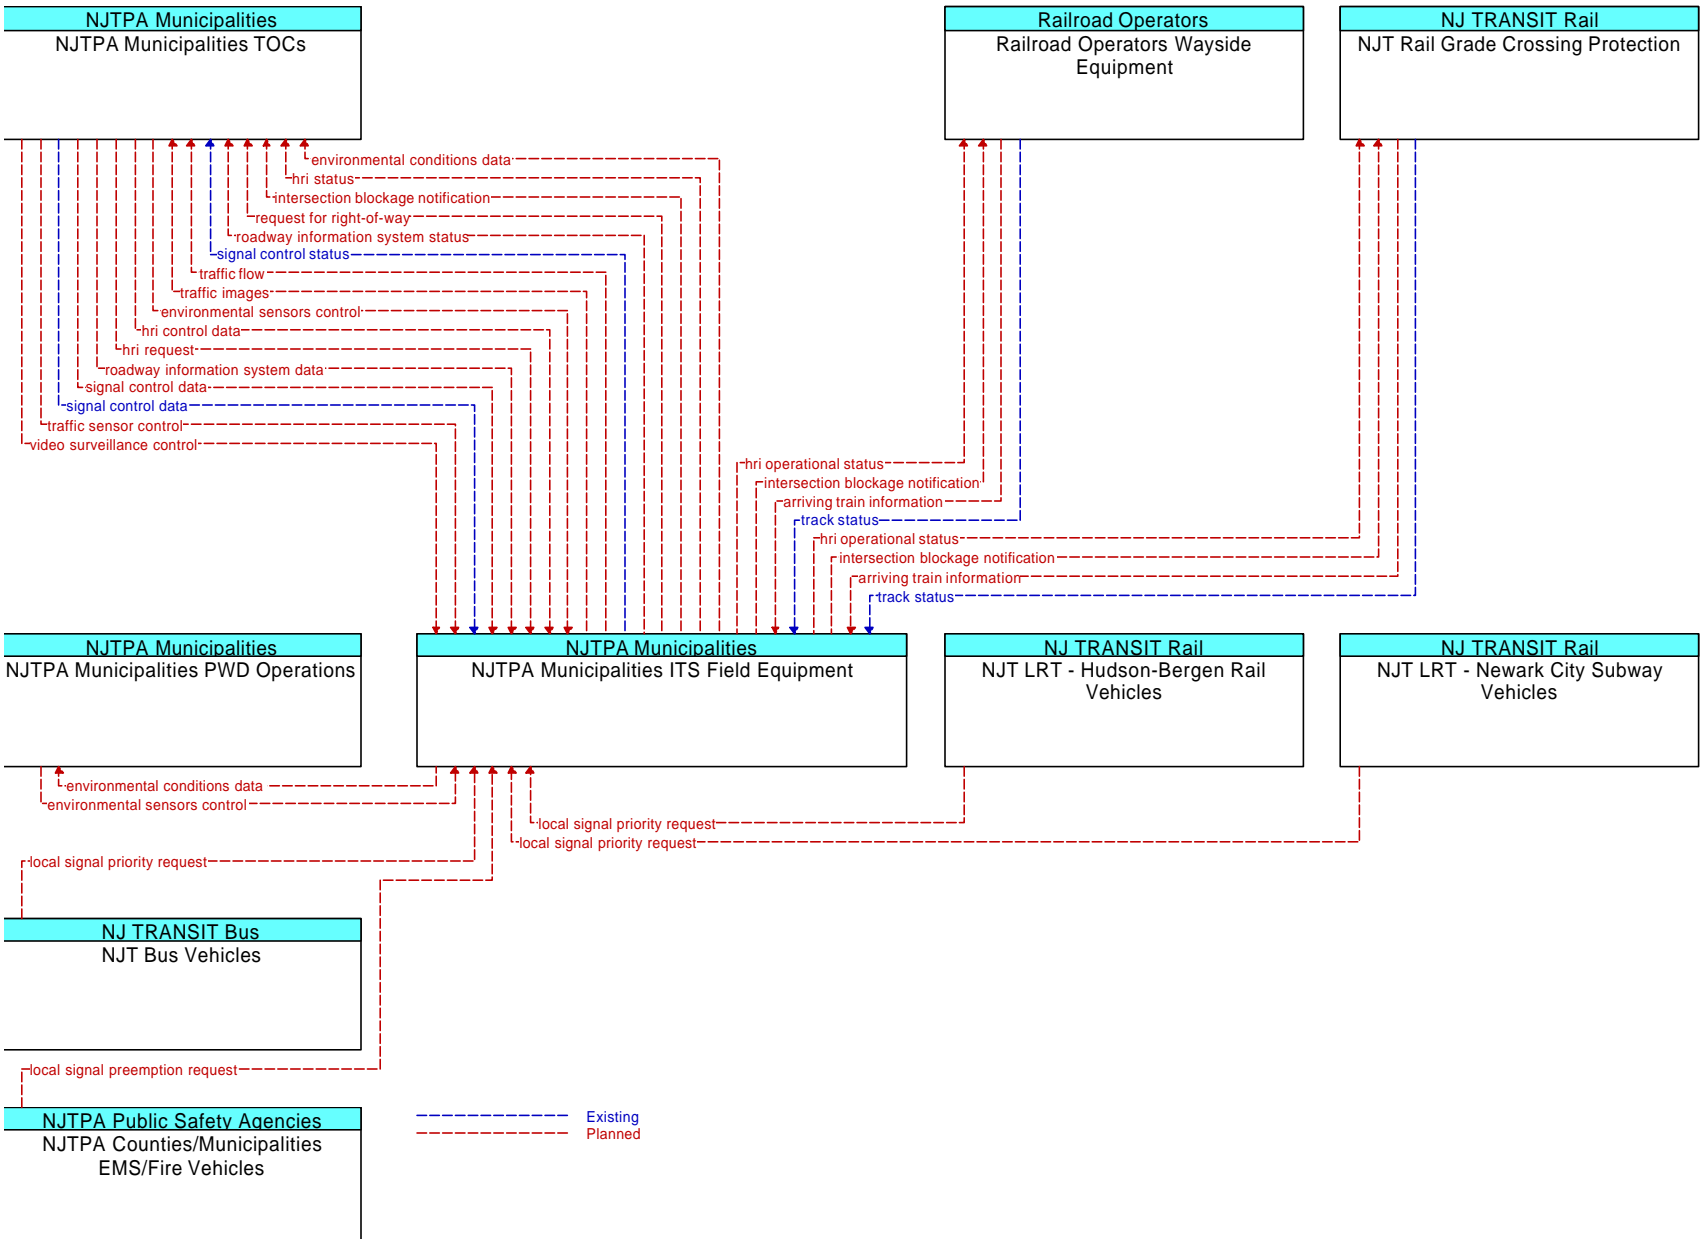 NJTPA Municipalities
NJTPA Municipalities TOCs
Railroad Operators
Railroad Operators Wayside
Equipment
NJ TRANSIT Rail
NJT Rail Grade Crossing Protection
environmental conditions data
hri status
intersection blockage notification
request for right-of-way
roadway information system status
signal control status
traffic flow
traffic images
environmental sensors control
hri control data
hri request
roadway information system data
signal control data
signal control data
traffic sensor control
video surveillance control
hri operational status
intersection blockage notification
arriving train information
track status
hri operational status
intersection blockage notification
arriving train information
track status
NJTPA Municipalities
NJTPA Municipalities PWD Operations
NJTPA Municipalities
NJTPA Municipalities ITS Field Equipment
NJ TRANSIT Rail
NJT LRT - Hudson-Bergen Rail
Vehicles
NJ TRANSIT Rail
NJT LRT - Newark City Subway
Vehicles
environmental conditions data
environmental sensors control
local signal priority request
local signal priority request
local signal priority request
NJ TRANSIT Bus
NJT Bus Vehicles
local signal preemption request
NJTPA Public Safety Agencies
NJTPA Counties/Municipalities
EMS/Fire Vehicles
Existing
Planned